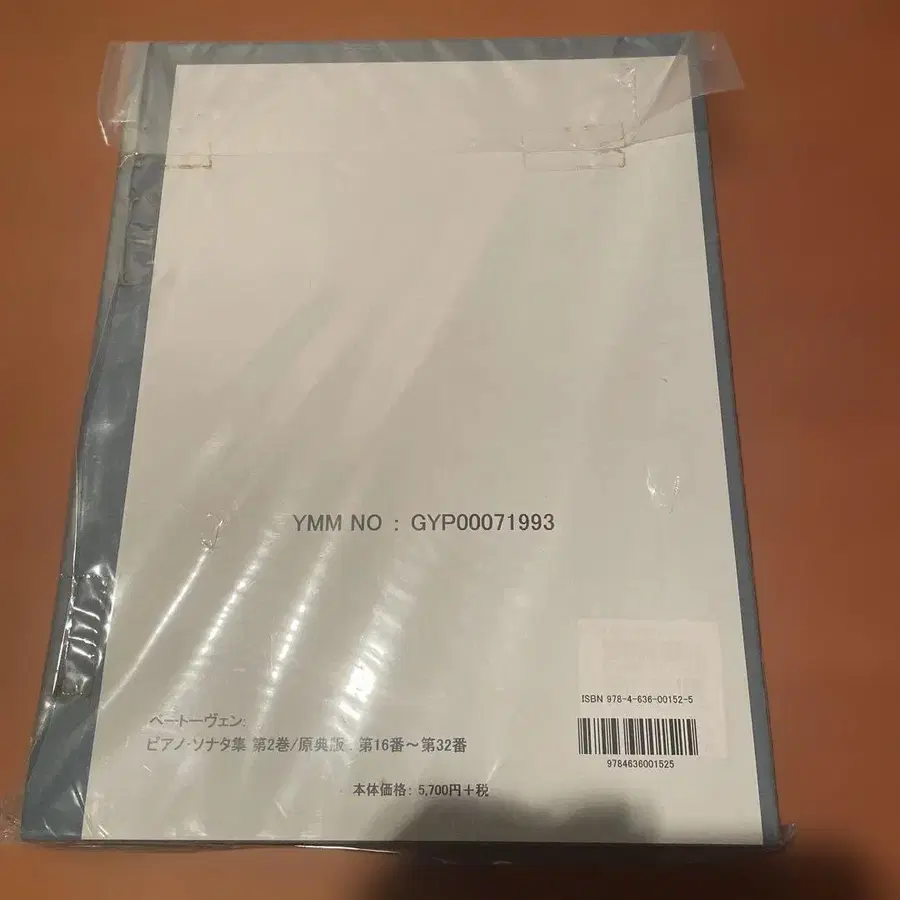 YMM NO : GYP00071993
ISBN 978-4-636-00152-5
9784636001525
ベートーヴェン:
ピアノ・ソナタ集 第2巻/原典版 : 第16番～第32番
本体価格: 5,700円＋税